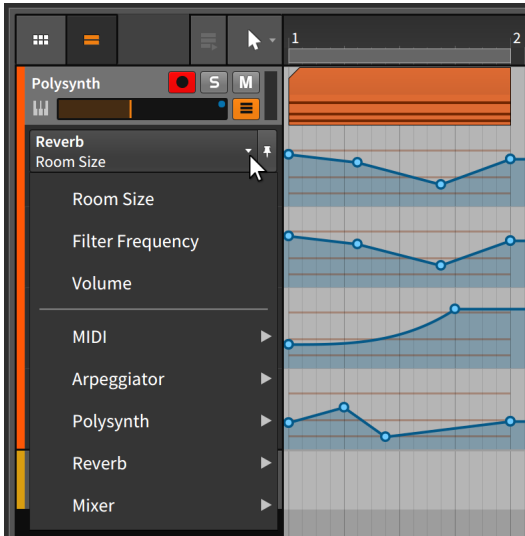 1
2
Polysynth
S
M
Reverb
Room Size
Room Size
Filter Frequency
Volume
MIDI
Arpeggiator
Polysynth
Reverb
Mixer